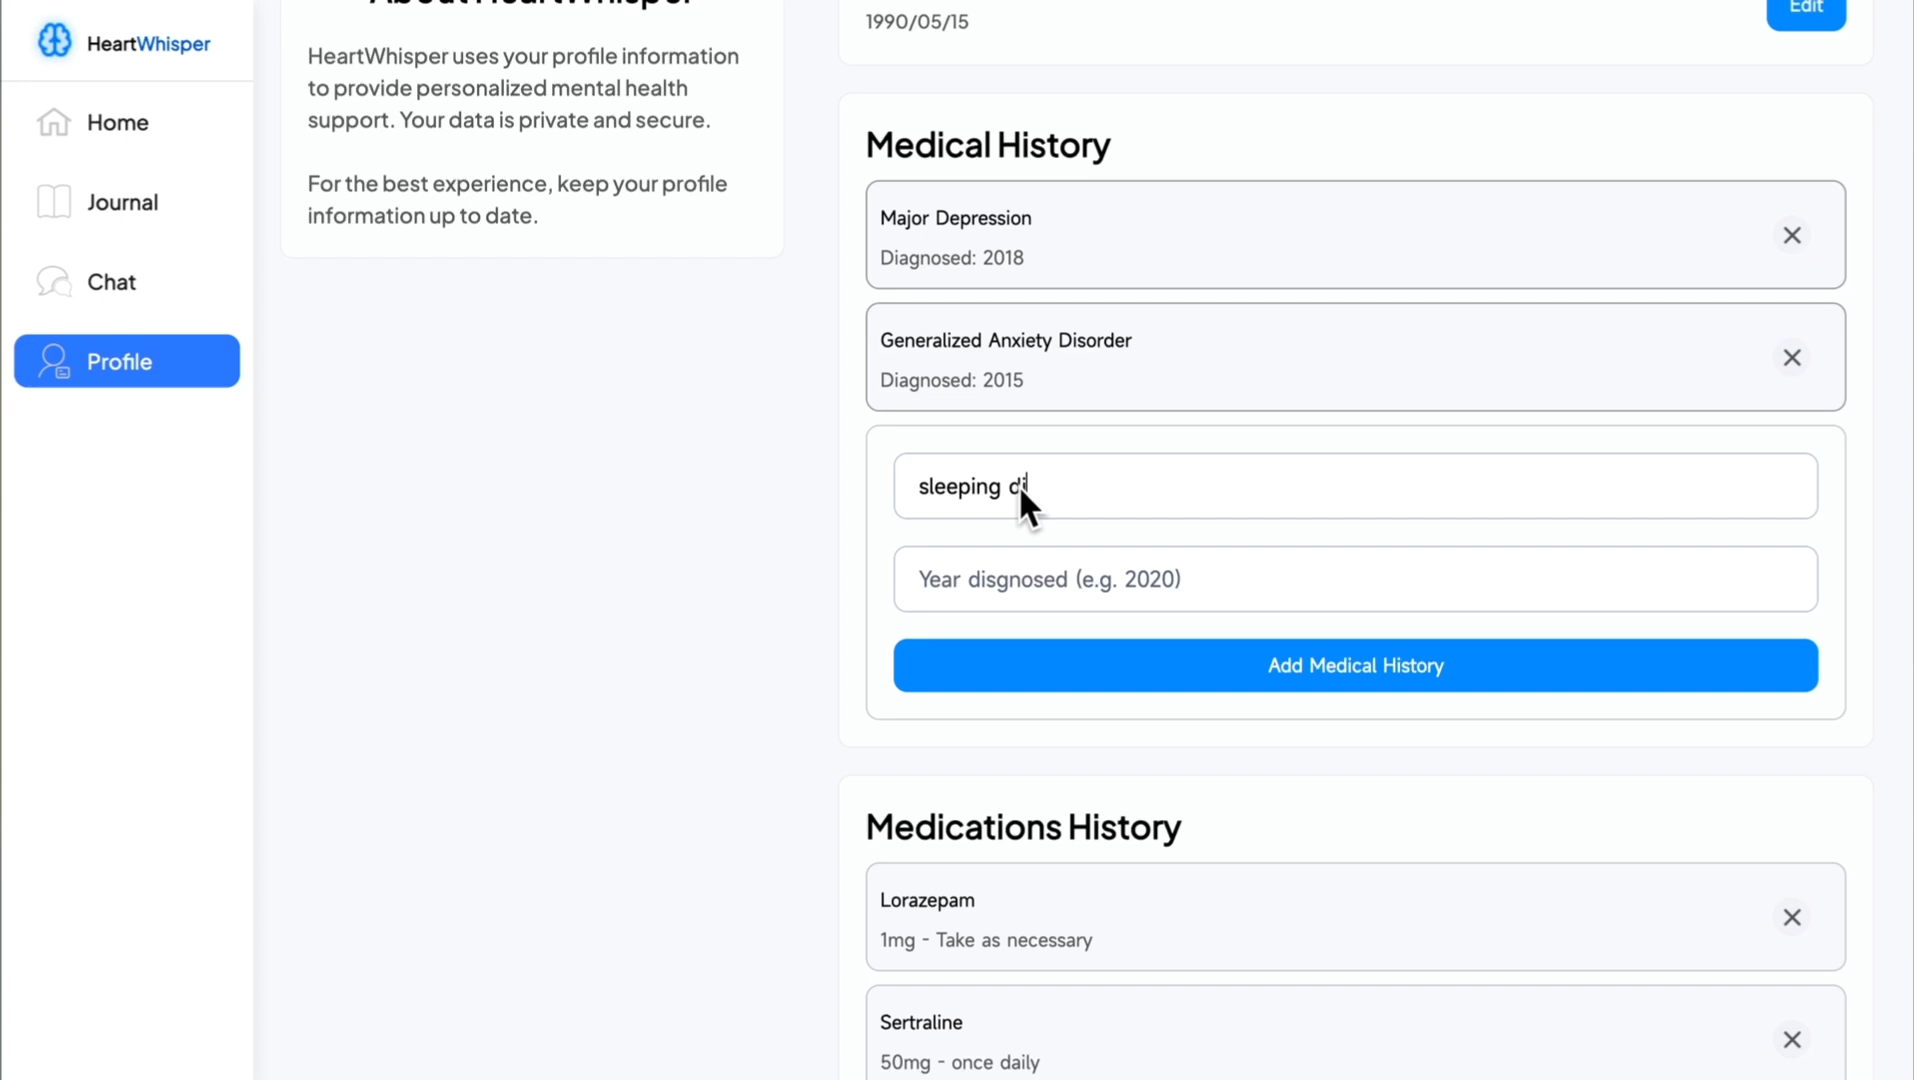 HeartWhisper
Home
Journal
Chat
Profile
About HeartWhisper
HeartWhisper uses your profile information
to provide personalized mental health
support. Your data is private and secure.
For the best experience, keep your profile
information up to date.
1990/05/15
Edit
Medical History
Major Depression
Diagnosed: 2018
Generalized Anxiety Disorder
Diagnosed: 2015
sleeping di
Year disgnosed (e.g. 2020)
Add Medical History
Medications History
Lorazepam
1mg - Take as necessary
Sertraline
50mg - once daily